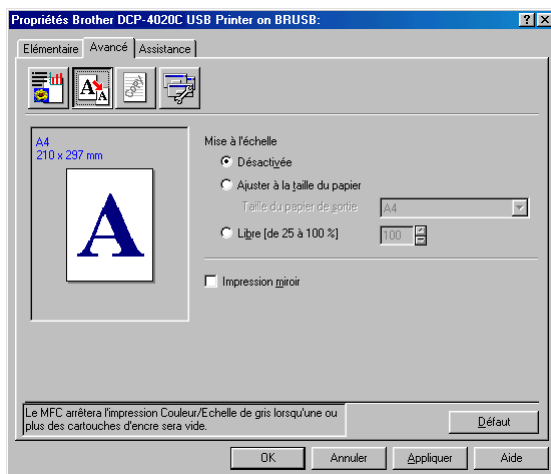 Propriétés Brother DCP-4020C USB Printer on BRUSB:
Elémentaire Avancé Assistance
A4
210 x 297 mm
A
Mise à l'échelle
Désactivée
Ajuster à la taille du papier
Taille du papier de sortie A4
Libre [de 25 à 100 %] 100
Impression miroir
Le MFC arrêtera l'impression Couleur/Echelle de gris lorsqu'une ou
plus des cartouches d'encre sera vide.
Défaut
OK Annuler Appliquer Aide